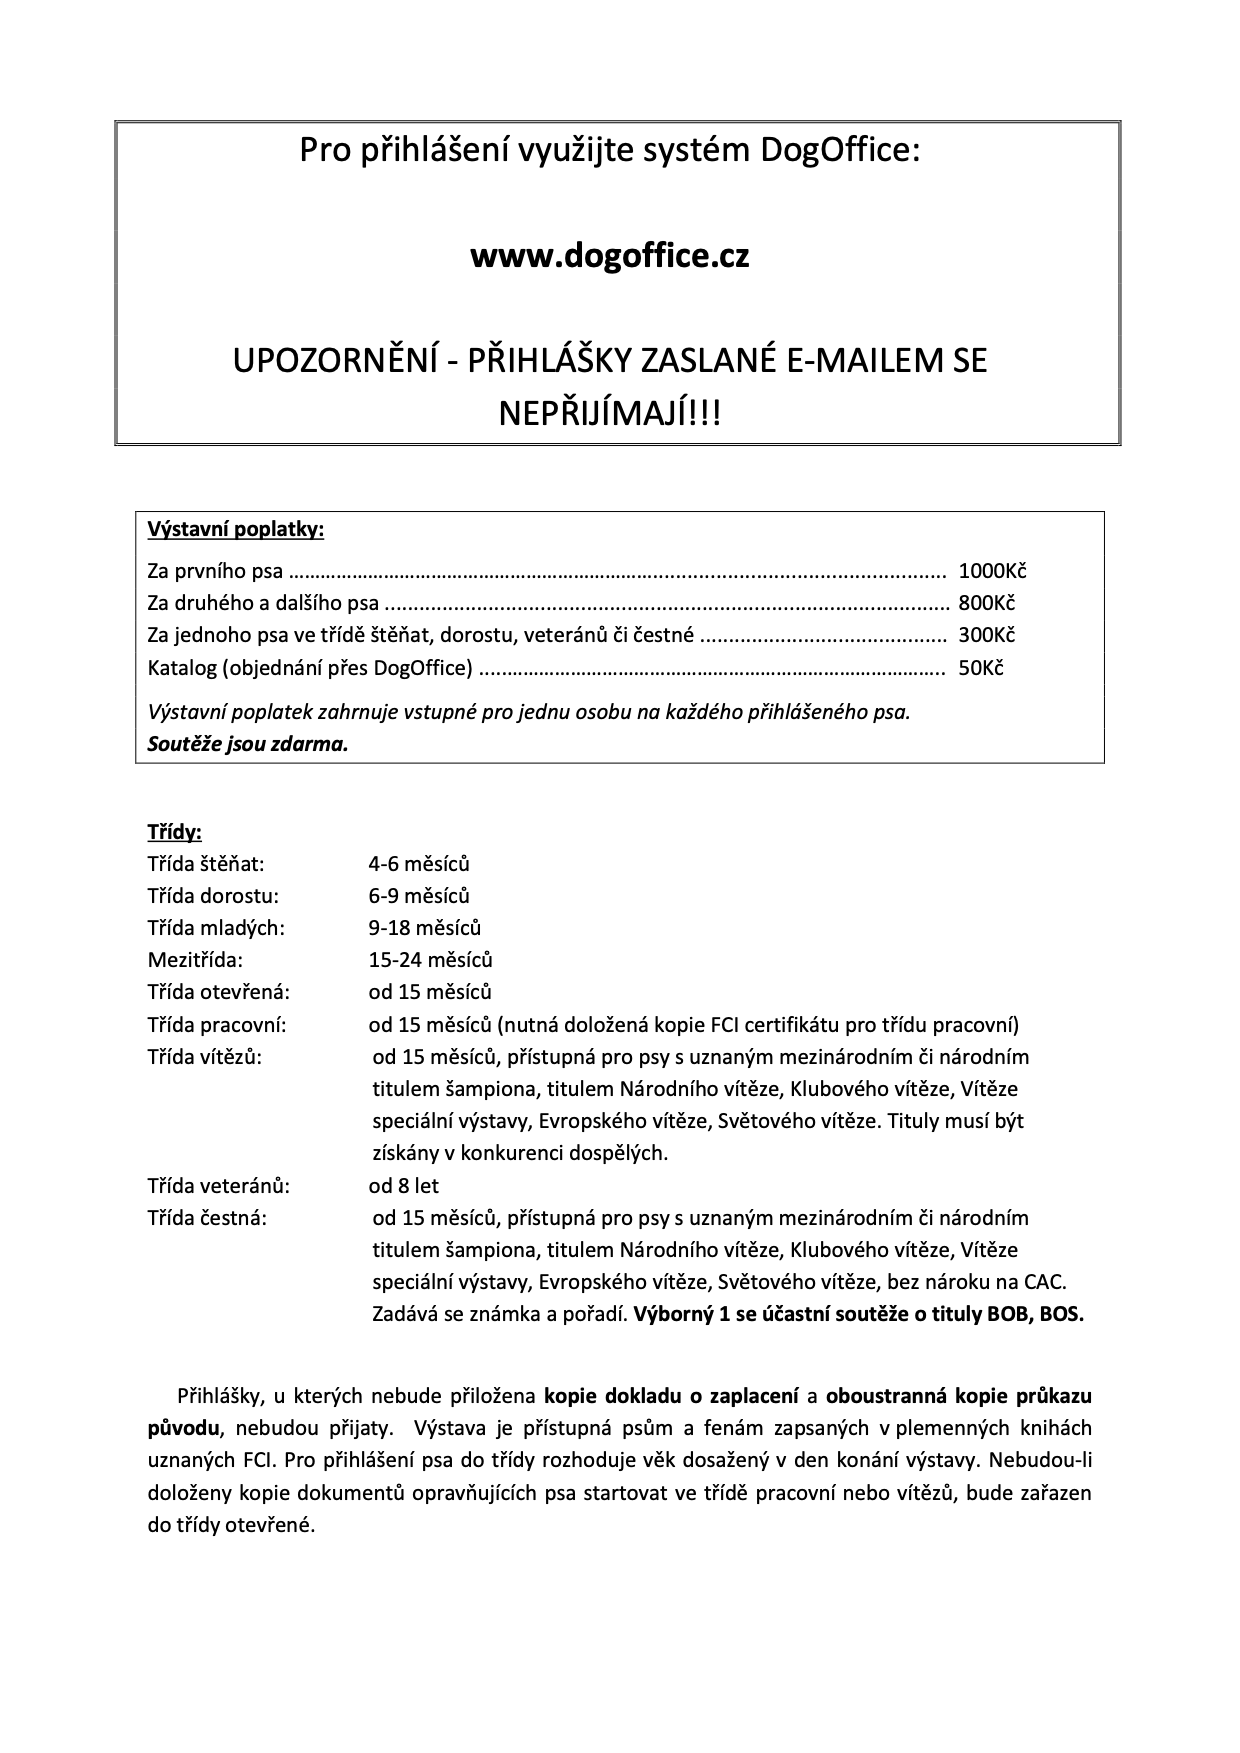 Pro přihlášení využijte systém DogOffice:
www.dogoffice.cz
UPOZORNĚNÍ - PŘIHLÁŠKY ZASLANÉ E-MAILEM SE
NEPŘIJÍMAJÍ!!!
Výstavní poplatky:
Za prvního psa ........................................................................................ 1000Kč
Za druhého a dalšího psa ........................................................................ 800Kč
Za jednoho psa ve třídě štěňat, dorostu, veteránů či čestné .......................................... 300Kč
Katalog (objednání přes DogOffice) ........................................................................ 50Kč
Výstavní poplatek zahrnuje vstupné pro jednu osobu na každého přihlášeného psa.
Soutěže jsou zdarma.
Třídy:
Třída štěňat: 4-6 měsíců
Třída dorostu: 6-9 měsíců
Třída mladých: 9-18 měsíců
Mezitřída: 15-24 měsíců
Třída otevřená: od 15 měsíců
Třída pracovní: od 15 měsíců (nutná doložená kopie FCI certifikátu pro třídu pracovní)
Třída vítězů: od 15 měsíců, přístupná pro psy s uznaným mezinárodním či národním
titulem šampiona, titulem Národního vítěze, Klubového vítěze, Vítěze
speciální výstavy, Evropského vítěze, Světového vítěze. Tituly musí být
získány v konkurenci dospělých.
Třída veteránů: od 8 let
Třída čestná: od 15 měsíců, přístupná pro psy s uznaným mezinárodním či národním
titulem šampiona, titulem Národního vítěze, Klubového vítěze, Vítěze
speciální výstavy, Evropského vítěze, Světového vítěze, bez nároku na CAC.
Zadává se známka a pořadí. Výborný 1 se účastní soutěže o tituly BOB, BOS.
Přihlášky, u kterých nebude přiložena kopie dokladu o zaplacení a oboustranná kopie průkazu
původu, nebudou přijaty. Výstava je přístupná psům a fenám zapsaných v plemenných knihách
uznaných FCI. Pro přihlášení psa do třídy rozhoduje věk dosažený v den konání výstavy. Nebudou-li
doloženy kopie dokumentů opravňujících psa startovat ve třídě pracovní nebo vítězů, bude zařazen
do třídy otevřené.